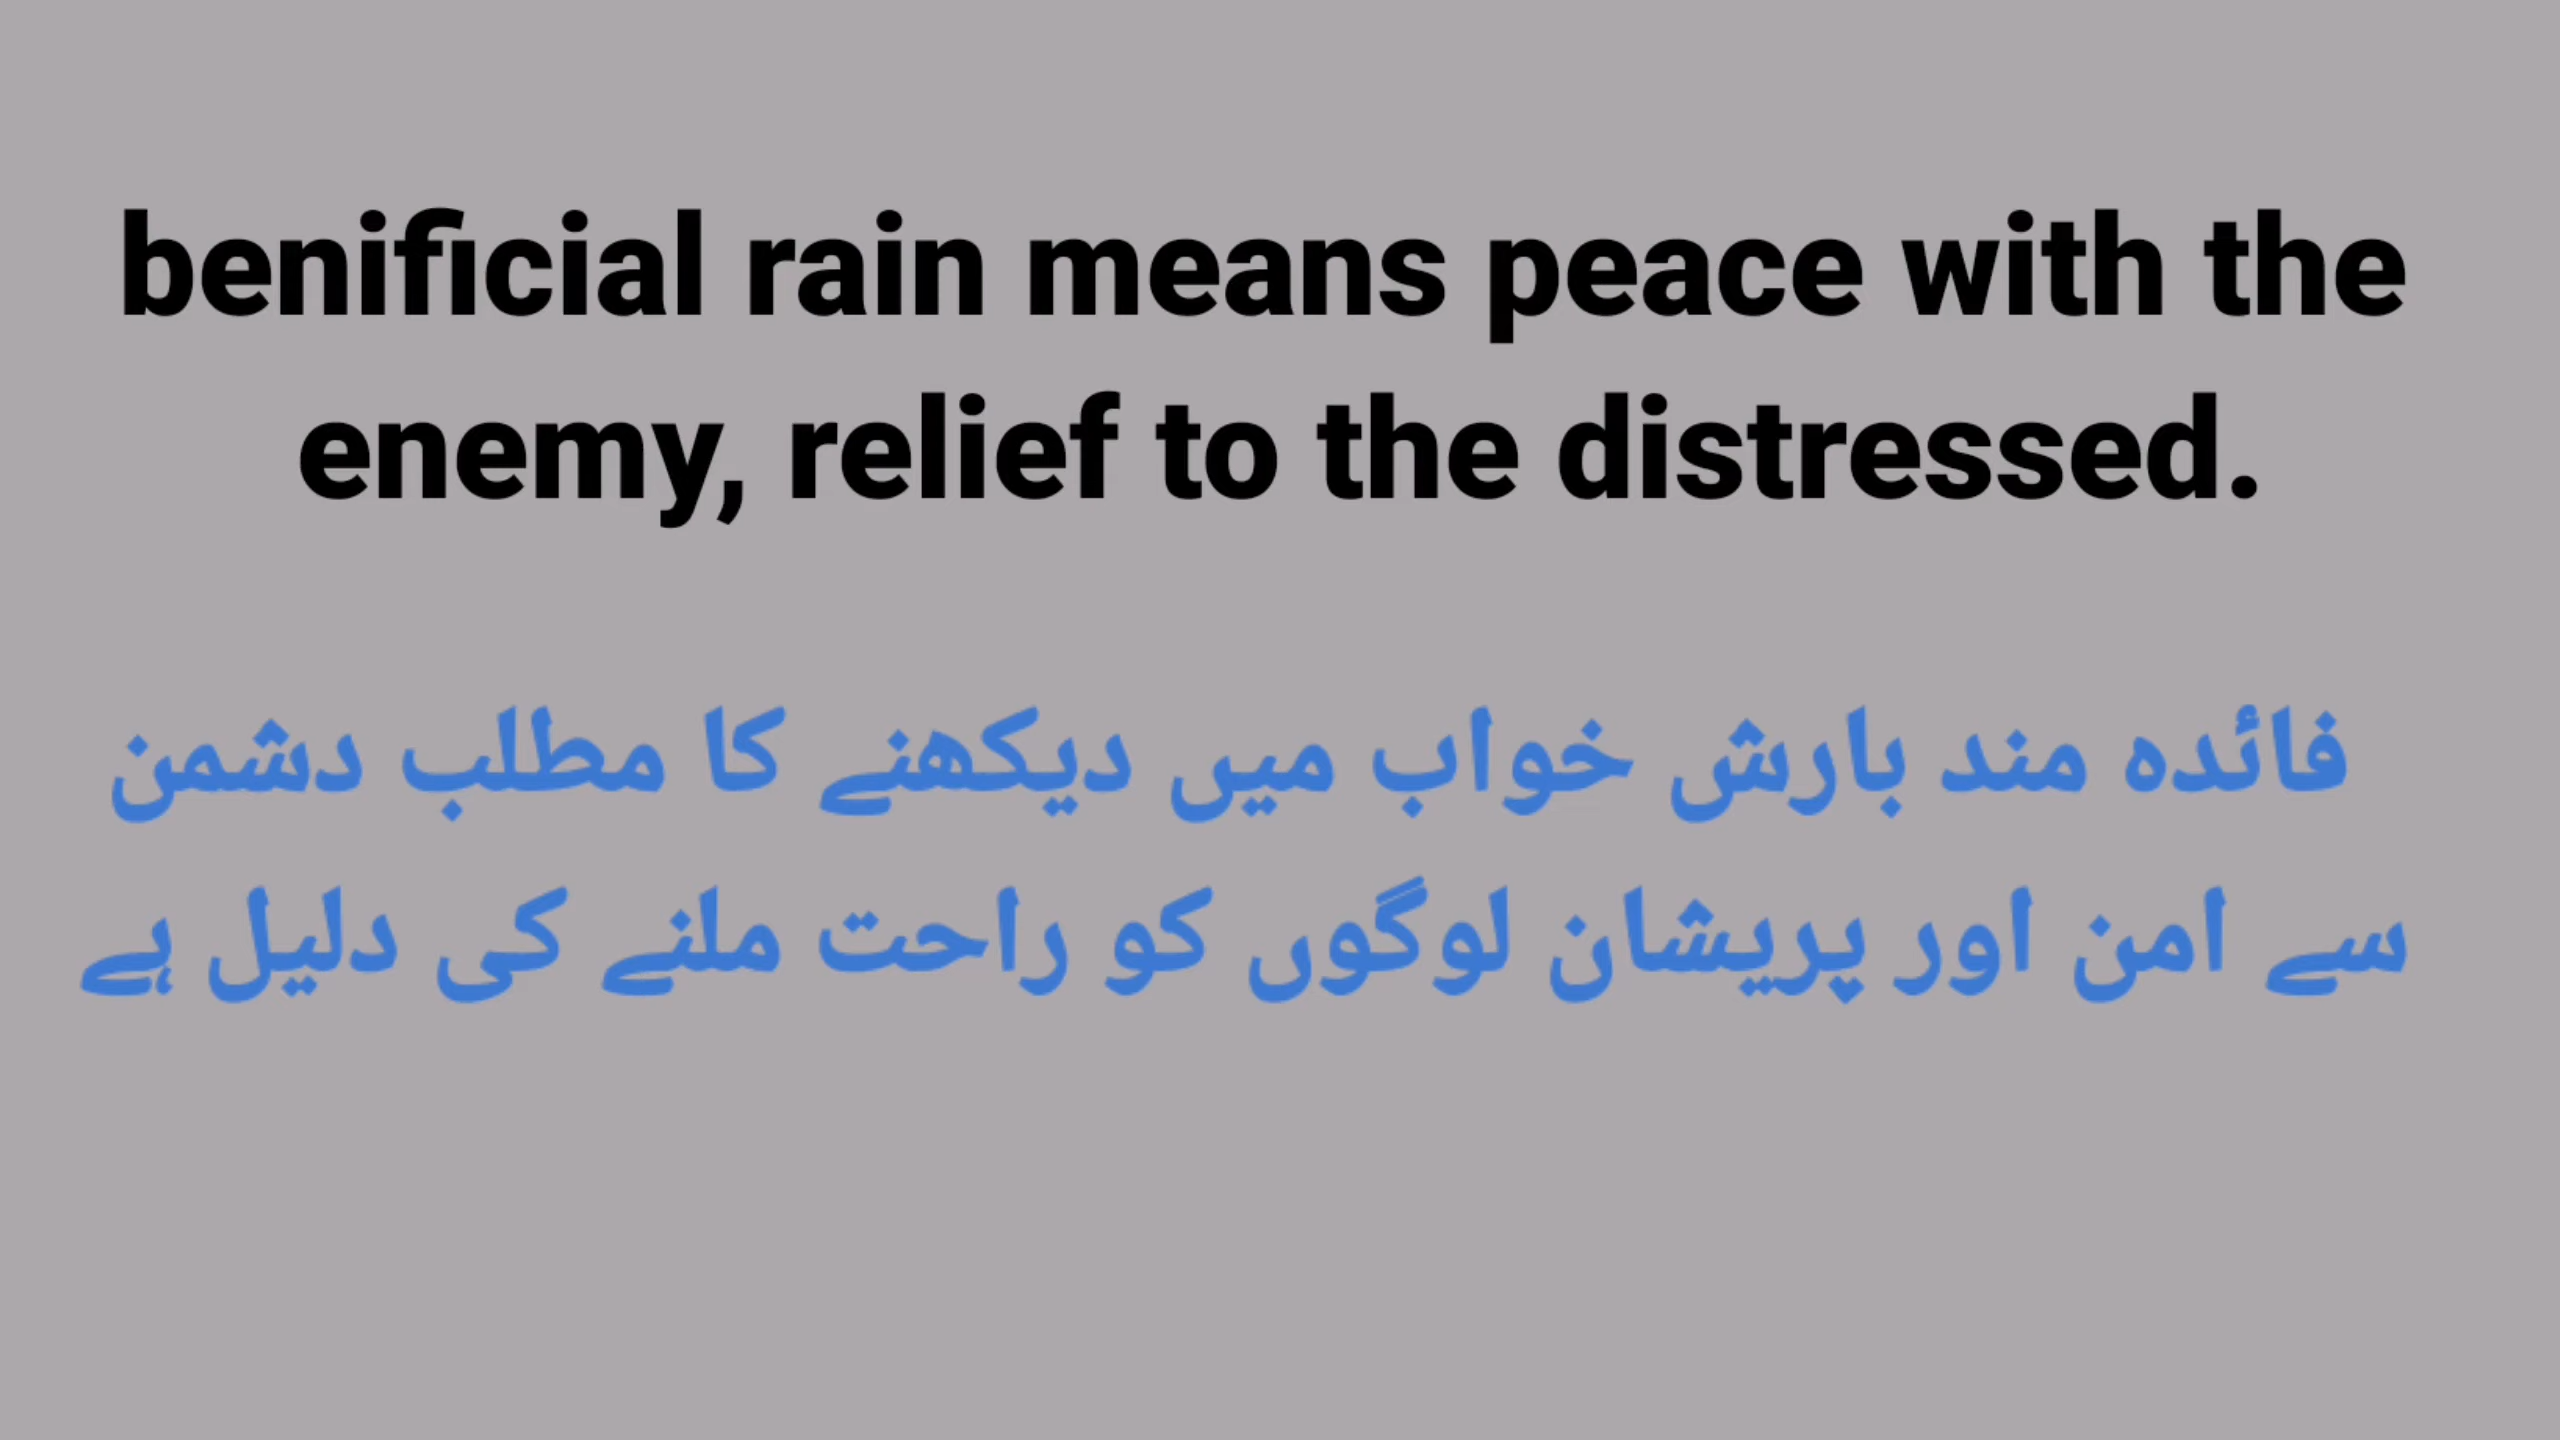 benificial rain means peace with the
enemy, relief to the distressed.
فائدہ مند بارش خواب میں دیکھنے کا مطلب دشمن
سے امن اور پریشان لوگوں کو راحت ملنے کی دلیل ہے